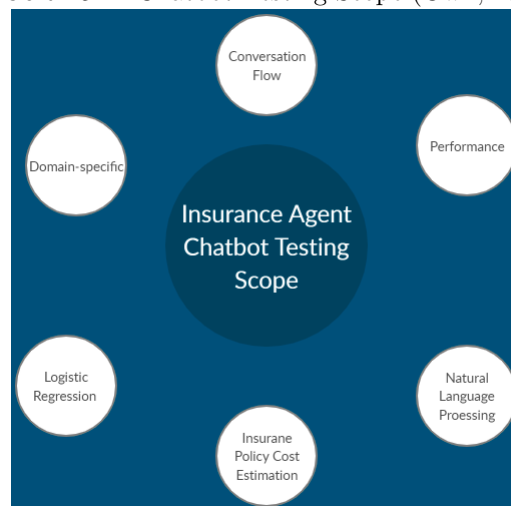 Conversation
Flow
Domain-specific
Performance
Insurance Agent
Chatbot Testing
Scope
Logistic
Regression
Natural
Language
Proessing
Insurane
Policy Cost
Estimation